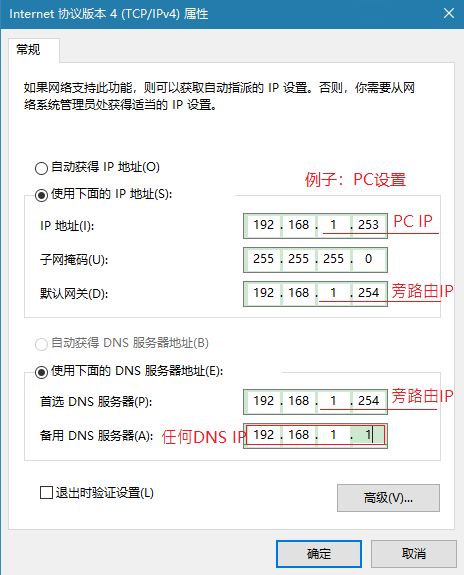 Internet 协议版本 4 (TCP/IPv4) 属性
常规
如果网络支持此功能，则可以获取自动指派的 IP 设置。否则，你需要从网
络系统管理员处获得适当的 IP 设置。
自动获得 IP 地址(O)
例子：PC设置
使用下面的 IP 地址(S):
IP 地址(I): 192 . 168 . 1 . 253 PC IP
子网掩码(U): 255 . 255 . 255 . 0
默认网关(D): 192 . 168 . 1 . 254 旁路由IP
自动获得 DNS 服务器地址(B)
使用下面的 DNS 服务器地址(E):
首选 DNS 服务器(P): 192 . 168 . 1 . 254 旁路由IP
备用 DNS 服务器(A): 任何DNS IP 192 . 168 . 1 . 1
退出时验证设置(L)
高级(V)...
确定 取消